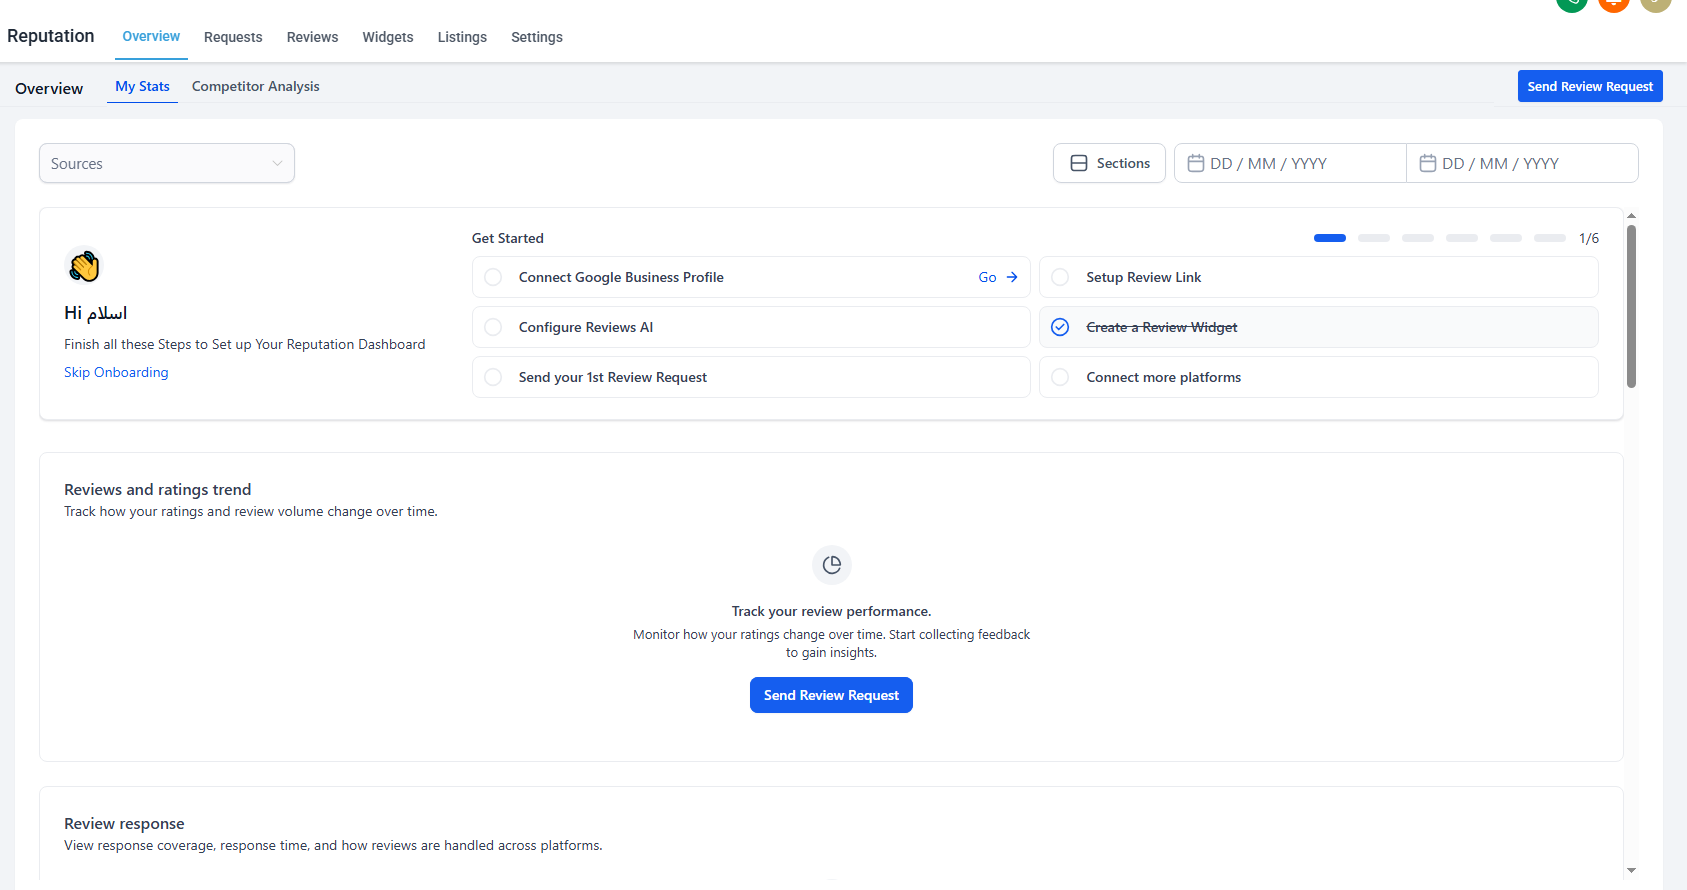 Reputation
Overview
Requests
Reviews
Widgets
Listings
Settings
Overview
My Stats
Competitor Analysis
Send Review Request
Sources
Sections
DD / MM / YYYY
DD / MM / YYYY
Hi اسلام
Finish all these Steps to Set up Your Reputation Dashboard
Skip Onboarding
Get Started
1/6
Connect Google Business Profile
Go
Setup Review Link
Configure Reviews AI
Create a Review Widget
Send your 1st Review Request
Connect more platforms
Reviews and ratings trend
Track how your ratings and review volume change over time.
Track your review performance.
Monitor how your ratings change over time. Start collecting feedback
to gain insights.
Send Review Request
Review response
View response coverage, response time, and how reviews are handled across platforms.